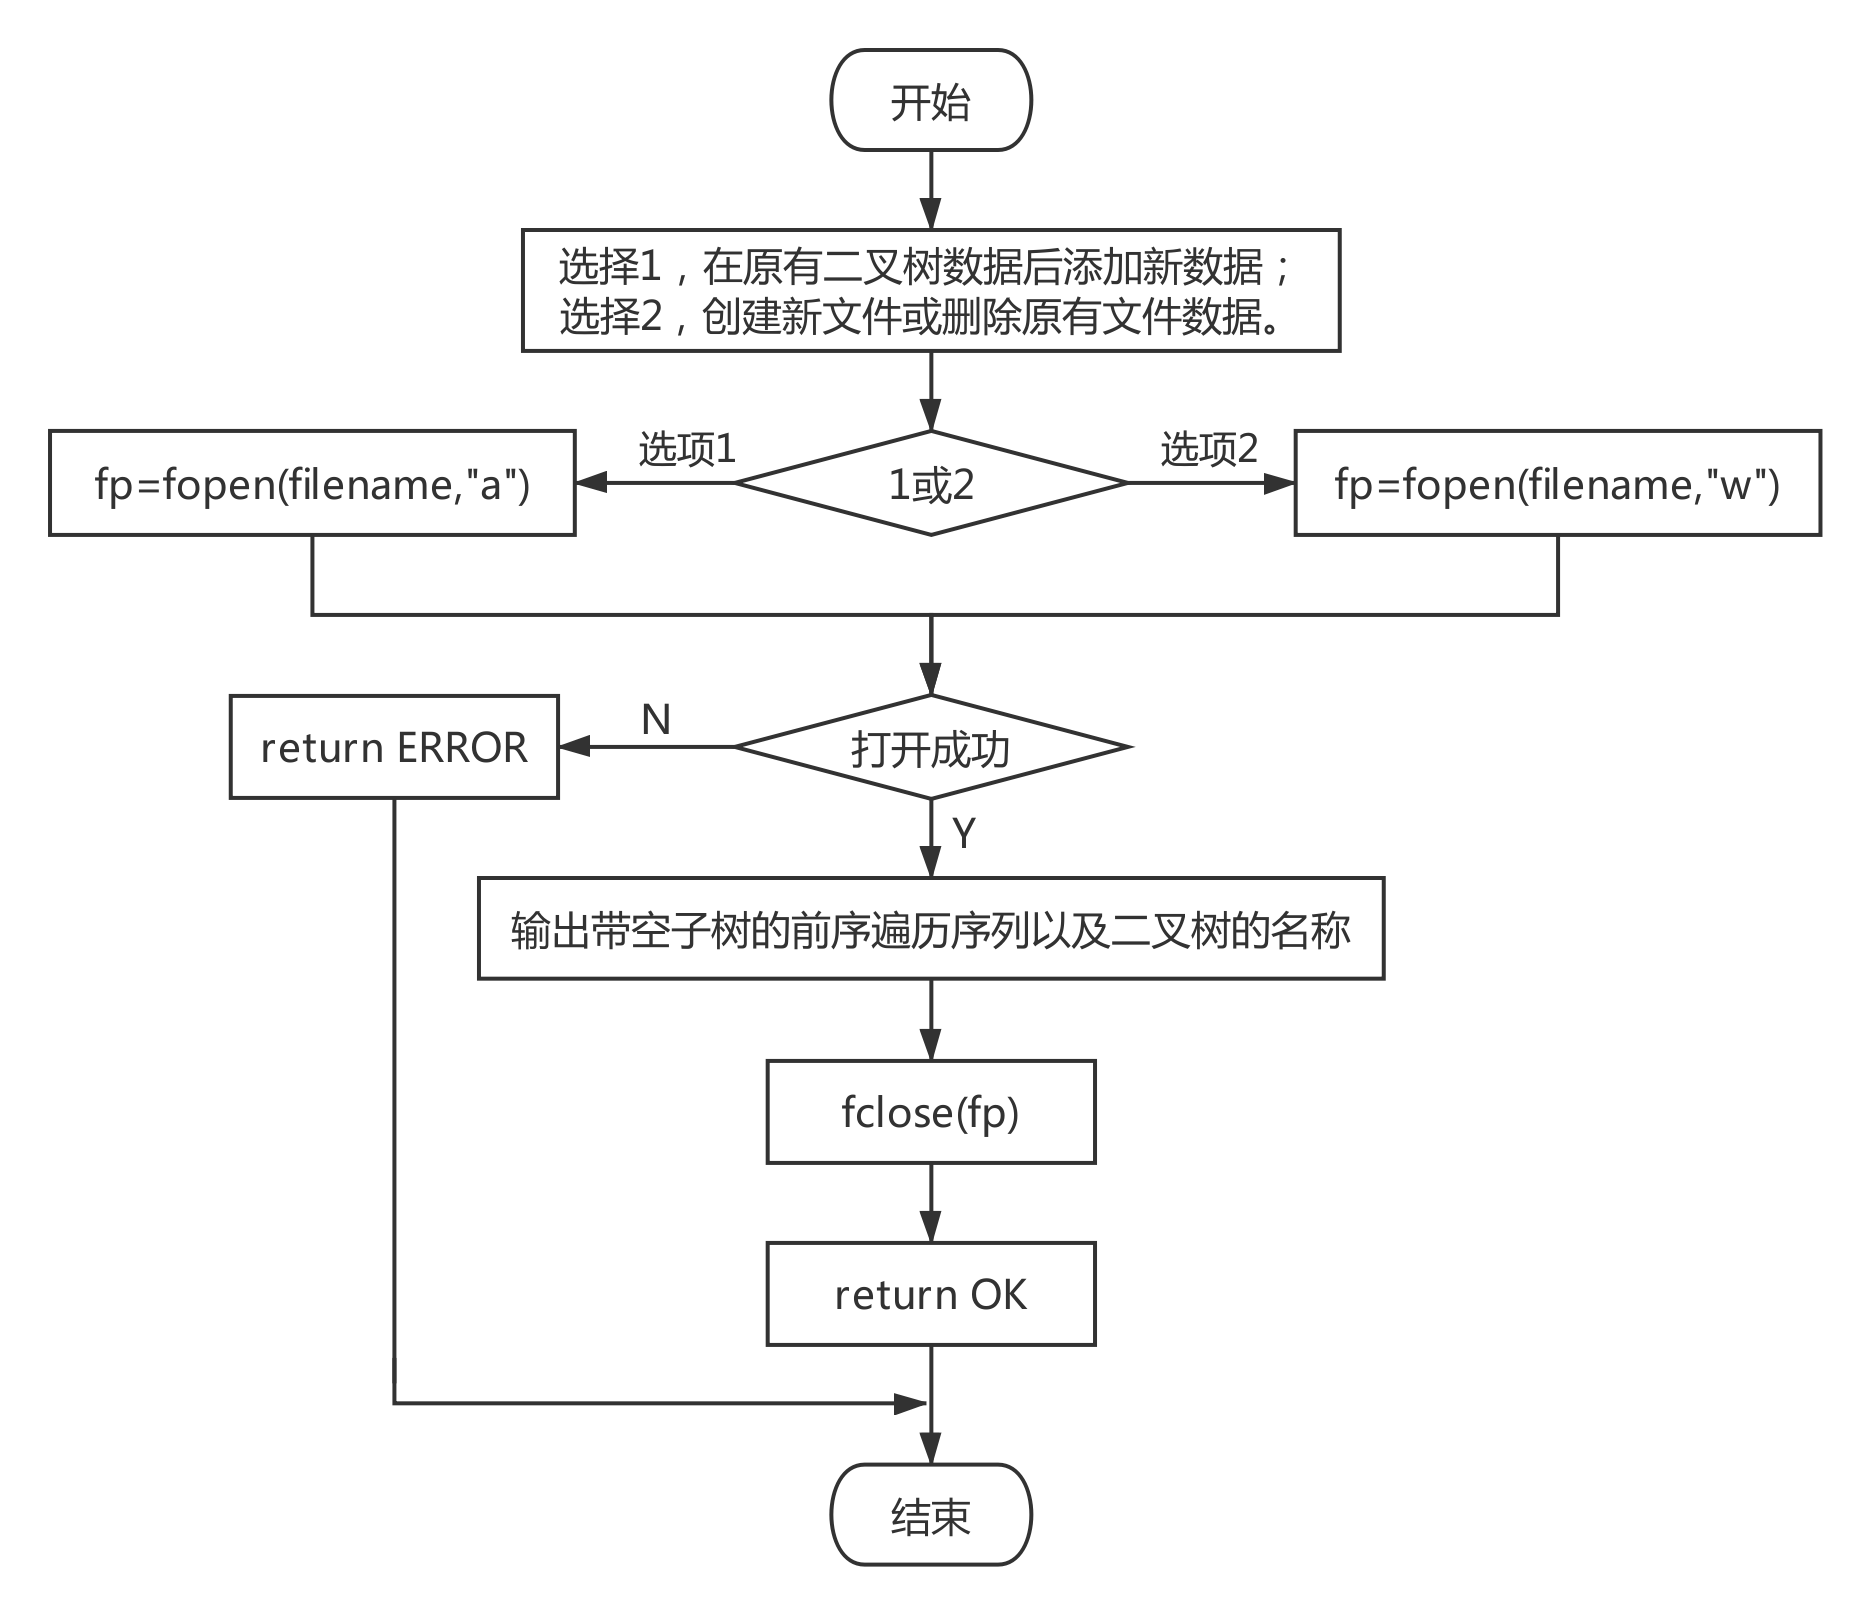 开始
选择1，在原有二叉树数据后添加新数据；
选择2，创建新文件或删除原有文件数据。
选项1
选项2
fp=fopen(filename,"a")
1或2
fp=fopen(filename,"w")
N
return ERROR
打开成功
Y
输出带空子树的前序遍历序列以及二叉树的名称
fclose(fp)
return OK
结束